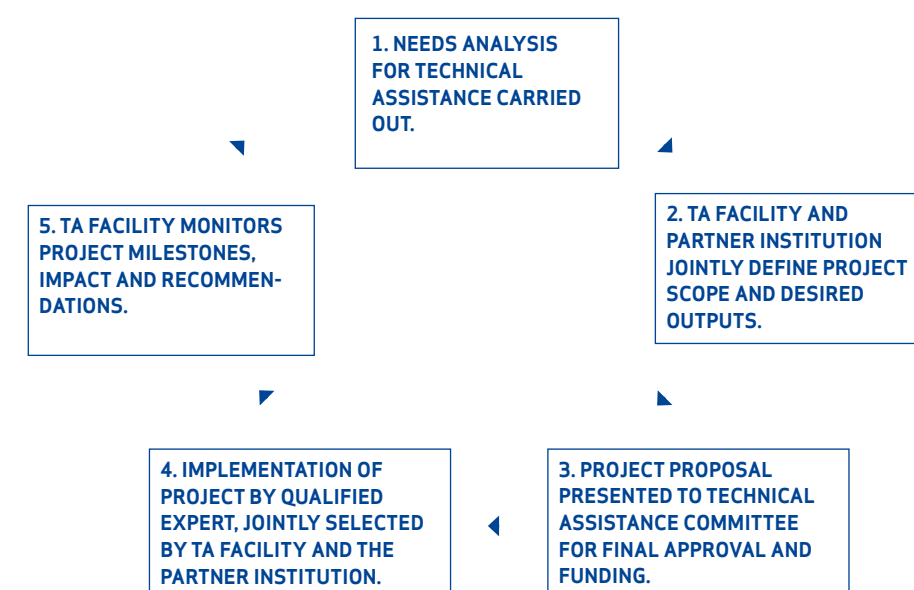 1. NEEDS ANALYSIS
FOR TECHNICAL
ASSISTANCE CARRIED
OUT.
2. TA FACILITY AND
PARTNER INSTITUTION
JOINTLY DEFINE PROJECT
SCOPE AND DESIRED
OUTPUTS.
3. PROJECT PROPOSAL
PRESENTED TO TECHNICAL
ASSISTANCE COMMITTEE
FOR FINAL APPROVAL AND
FUNDING.
4. IMPLEMENTATION OF
PROJECT BY QUALIFIED
EXPERT, JOINTLY SELECTED
BY TA FACILITY AND THE
PARTNER INSTITUTION.
5. TA FACILITY MONITORS
PROJECT MILESTONES,
IMPACT AND RECOMMEN-
DATIONS.